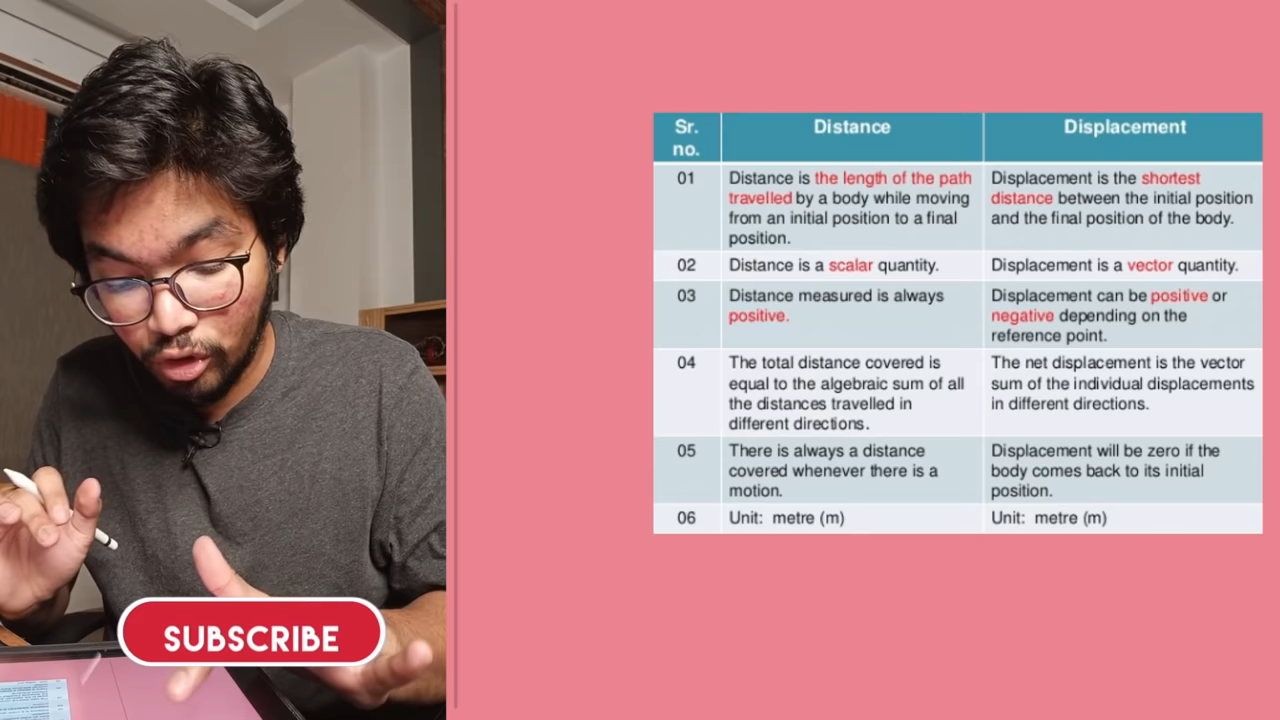 Sr. no.
Distance
Displacement
01
Distance is the length of the path
travelled by a body while moving
from an initial position to a final
position.
Displacement is the shortest
distance between the initial position
and the final position of the body.
02
Distance is a scalar quantity.
Displacement is a vector quantity.
03
Distance measured is always
positive.
Displacement can be positive or
negative depending on the
reference point.
04
The total distance covered is
equal to the algebraic sum of all
the distances travelled in
different directions.
The net displacement is the vector
sum of the individual displacements
in different directions.
05
There is always a distance
covered whenever there is a
motion.
Displacement will be zero if the
body comes back to its initial
position.
06
Unit: metre (m)
Unit: metre (m)
SUBSCRIBE